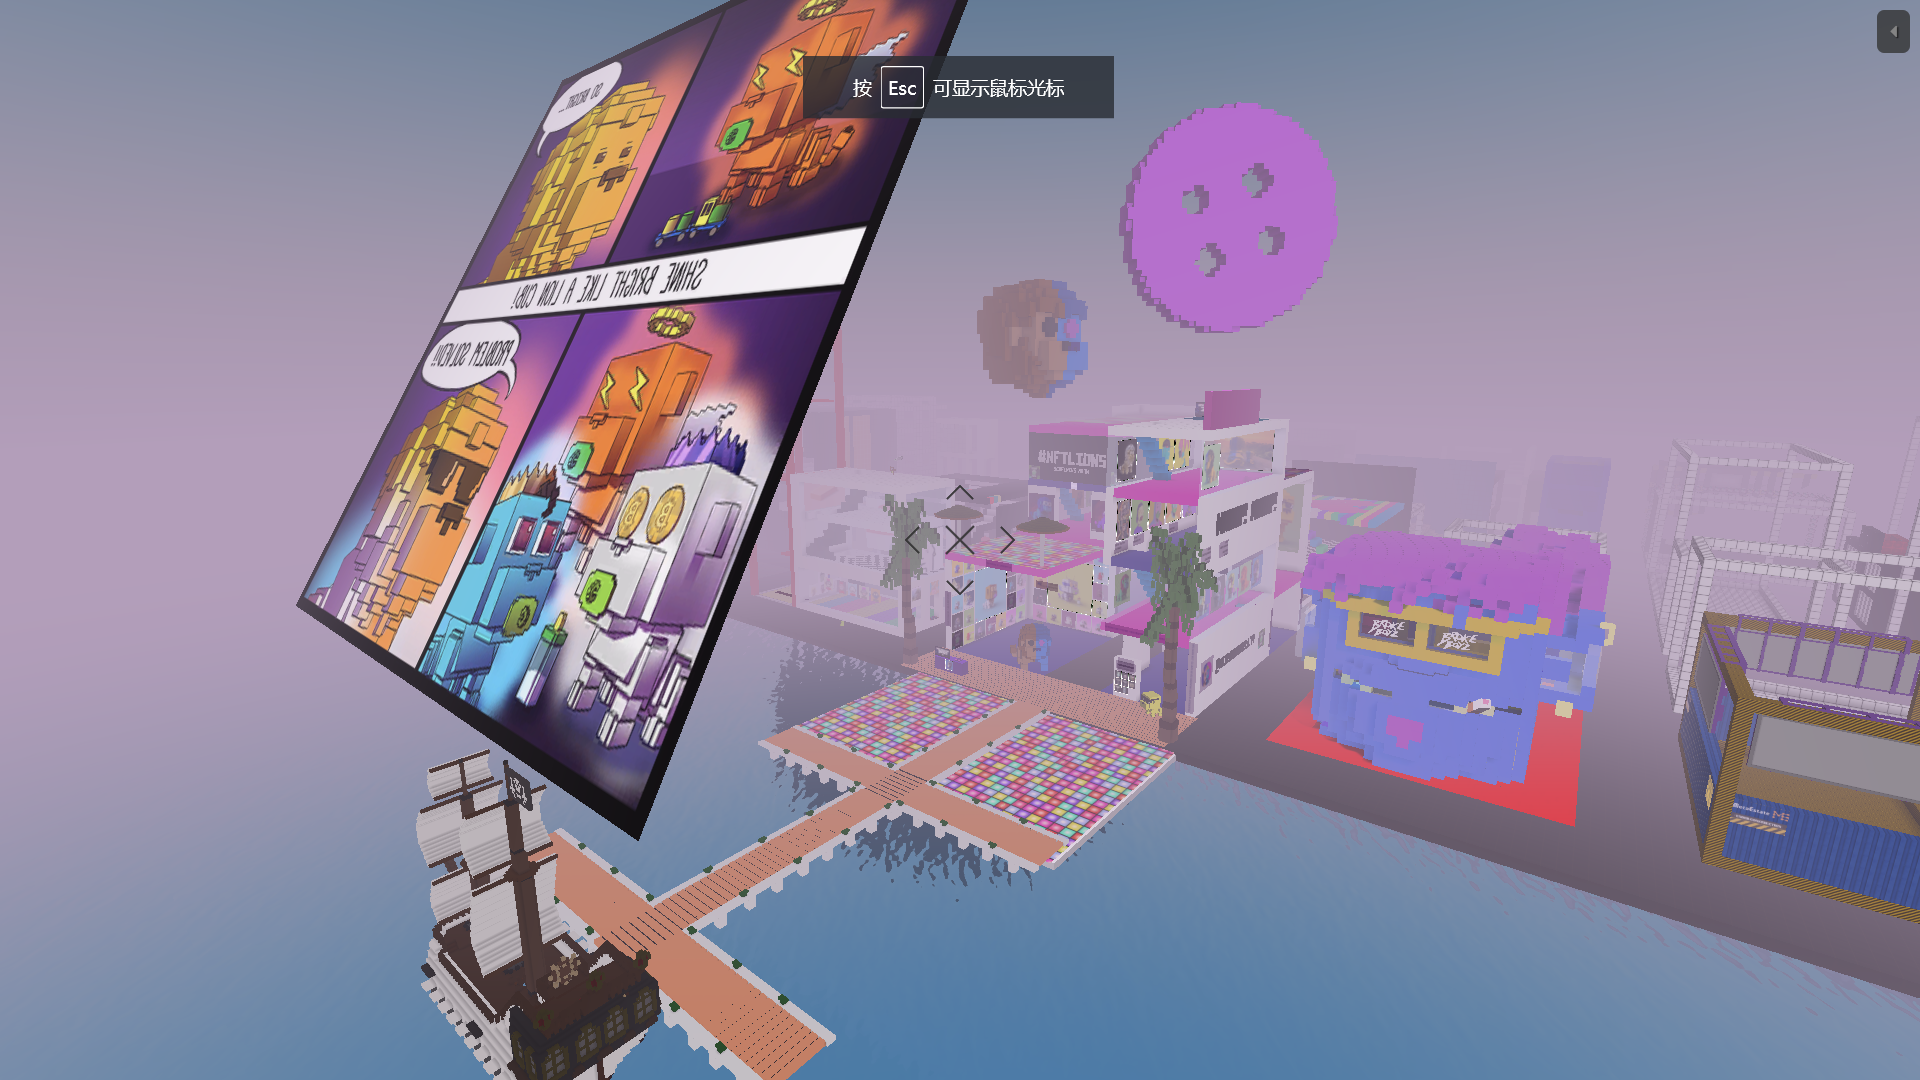 按 Esc 可显示鼠标光标
SO BRIGHT...
SHINE BRIGHT LIKE A LION CUB!
PROBLEM SOLVED!!
#NFTLIONS
BROKE
BOYZ
BROKE
BOYZ